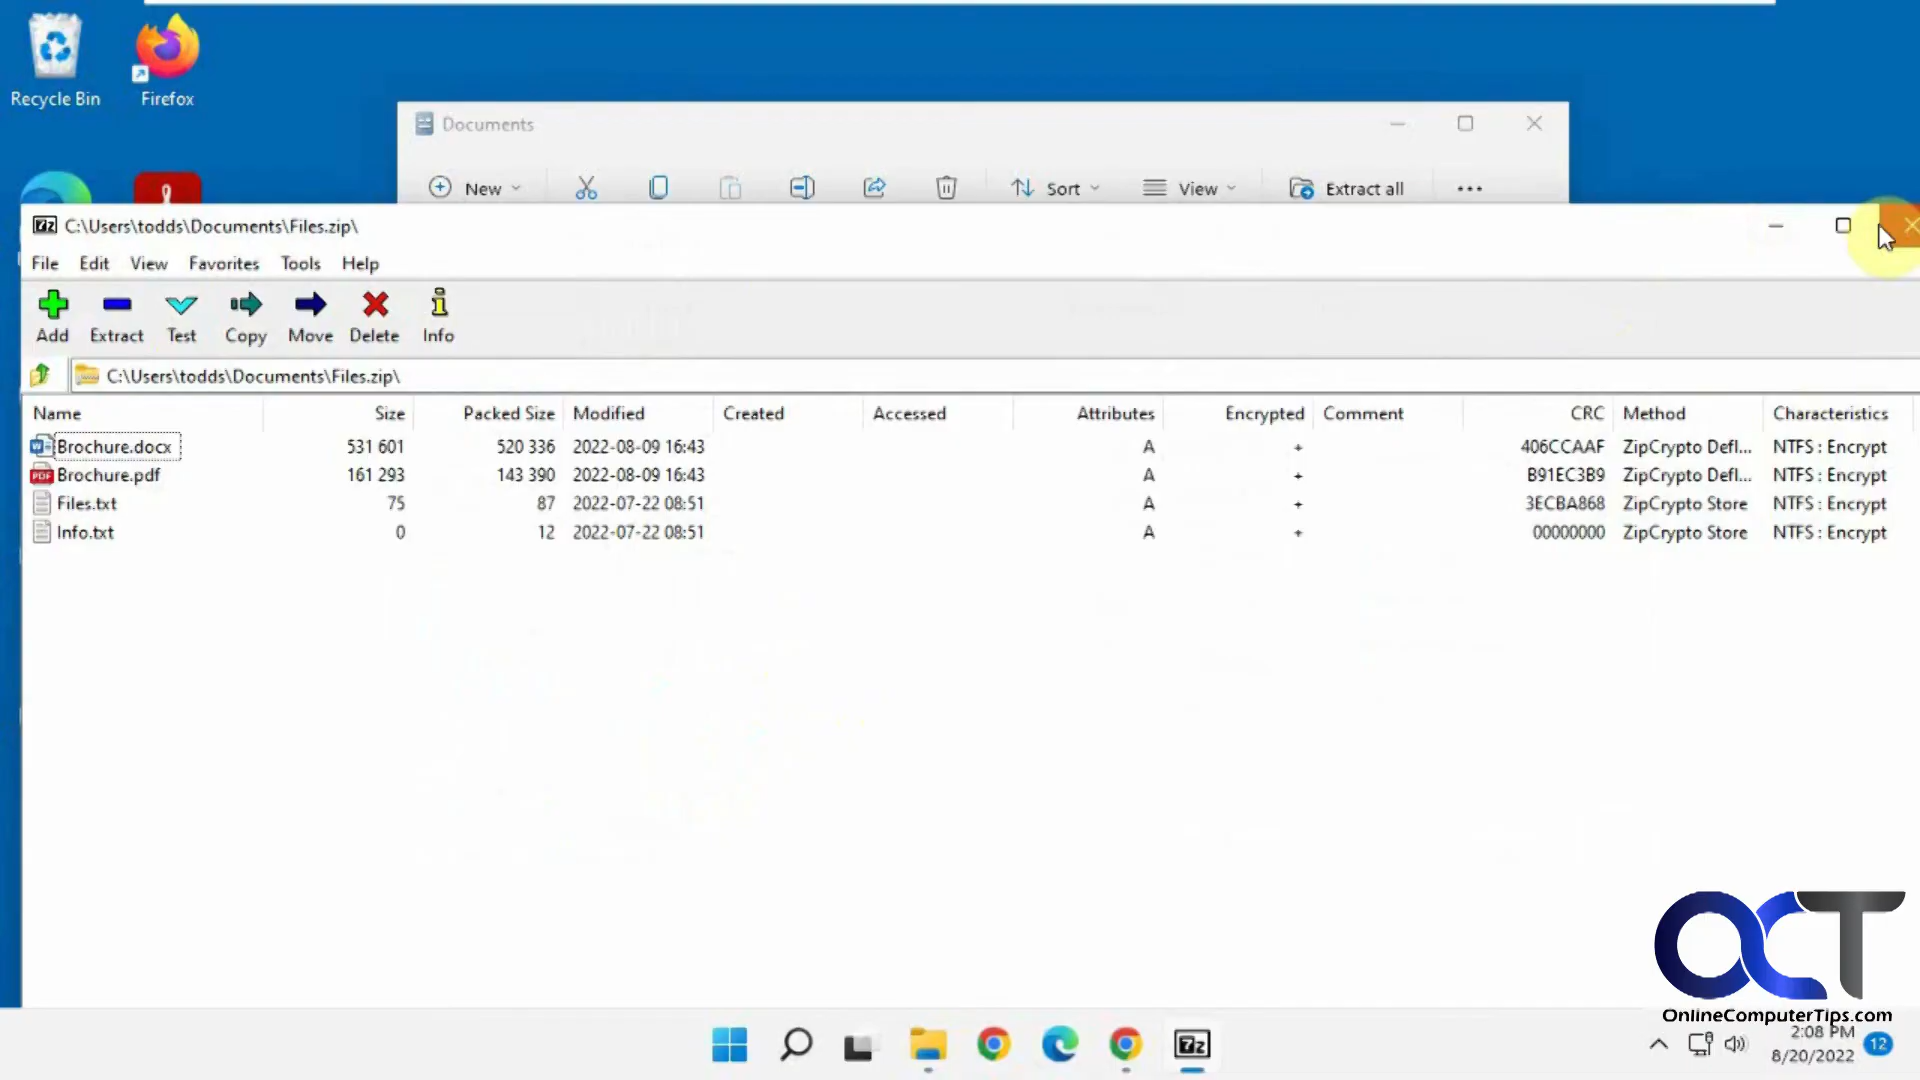 Recycle Bin
Firefox
Documents
New
Sort
View
Extract all
C:\Users\todds\Documents\Files.zip\
File Edit View Favorites Tools Help
Add Extract Test Copy Move Delete Info
C:\Users\todds\Documents\Files.zip\
Name Size Packed Size Modified Created Accessed Attributes Encrypted Comment CRC Method Characteristics
Brochure.docx 531 601 520 336 2022-08-09 16:43 A + 406CCAAF ZipCrypto Defl... NTFS : Encrypt
Brochure.pdf 161 293 143 390 2022-08-09 16:43 A + B91EC3B9 ZipCrypto Defl... NTFS : Encrypt
Files.txt 75 87 2022-07-22 08:51 A + 3ECBA868 ZipCrypto Store NTFS : Encrypt
Info.txt 0 12 2022-07-22 08:51 A + 00000000 ZipCrypto Store NTFS : Encrypt
OCT
OnlineComputerTips.com
2:08 PM
8/20/2022
12